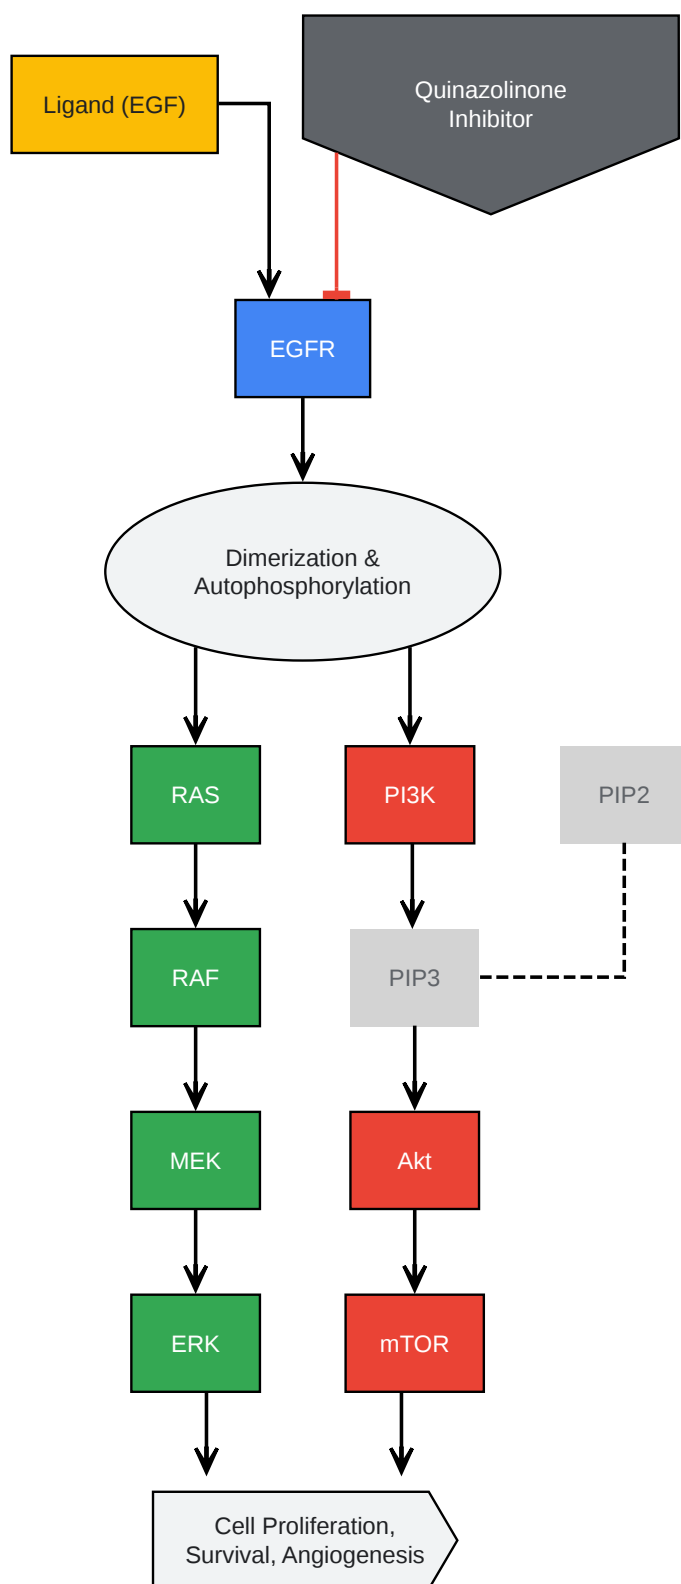 Ligand (EGF)
Quinazolinone
Inhibitor
EGFR
Dimerization &
Autophosphorylation
RAS
PI3K
PIP2
RAF
PIP3
MEK
Akt
ERK
mTOR
Cell Proliferation,
Survival, Angiogenesis